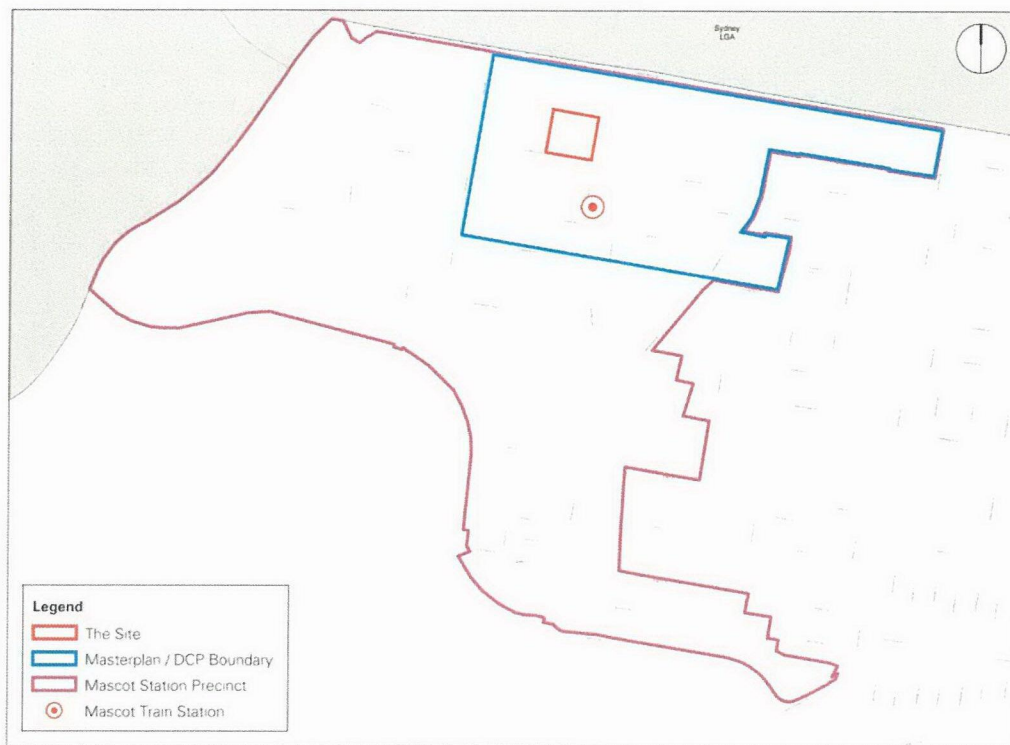 Sydney
LGA
Legend
The Site
Masterplan / DCP Boundary
Mascot Station Precinct
Mascot Train Station